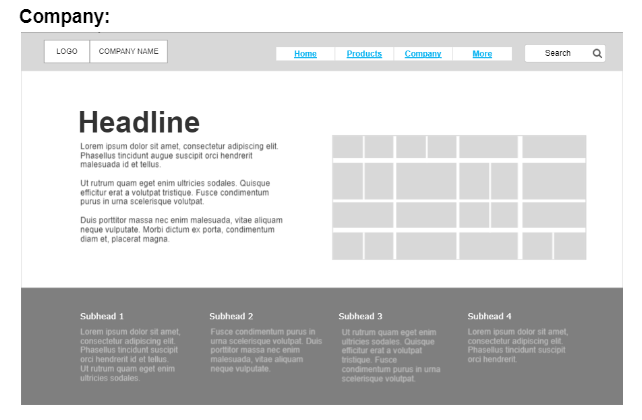 Company:
LOGO
COMPANY NAME
Home
Products
Company
More
Search
Headline
Lorem ipsum dolor sit amet, consectetur adipiscing elit.
Phasellus tincidunt augue suscipit orci hendrerit
malesuada id et tellus.
Ut rutrum quam eget enim ultricies sodales. Quisque
efficitur erat a volutpat tristique. Fusce condimentum
purus in urna scelerisque volutpat.
Duis porttitor massa nec enim malesuada, vitae aliquam
neque vulputate. Morbi dictum ex porta, condimentum
diam et, placerat magna.
Subhead 1
Lorem ipsum dolor sit amet,
consectetur adipiscing elit.
Phasellus tincidunt suscipit
orci hendrerit id et tellus.
Ut rutrum quam eget enim
ultricies sodales.
Subhead 2
Fusce condimentum purus in
urna scelerisque volutpat. Duis
porttitor massa nec enim
malesuada, vitae aliquam
neque vulputate.
Subhead 3
Ut rutrum quam eget enim
ultricies sodales. Quisque
efficitur erat a volutpat
tristique. Fusce
condimentum purus in urna
scelerisque volutpat.
Subhead 4
Lorem ipsum dolor sit amet,
consectetur adipiscing elit.
Phasellus tincidunt suscipit
orci hendrerit.